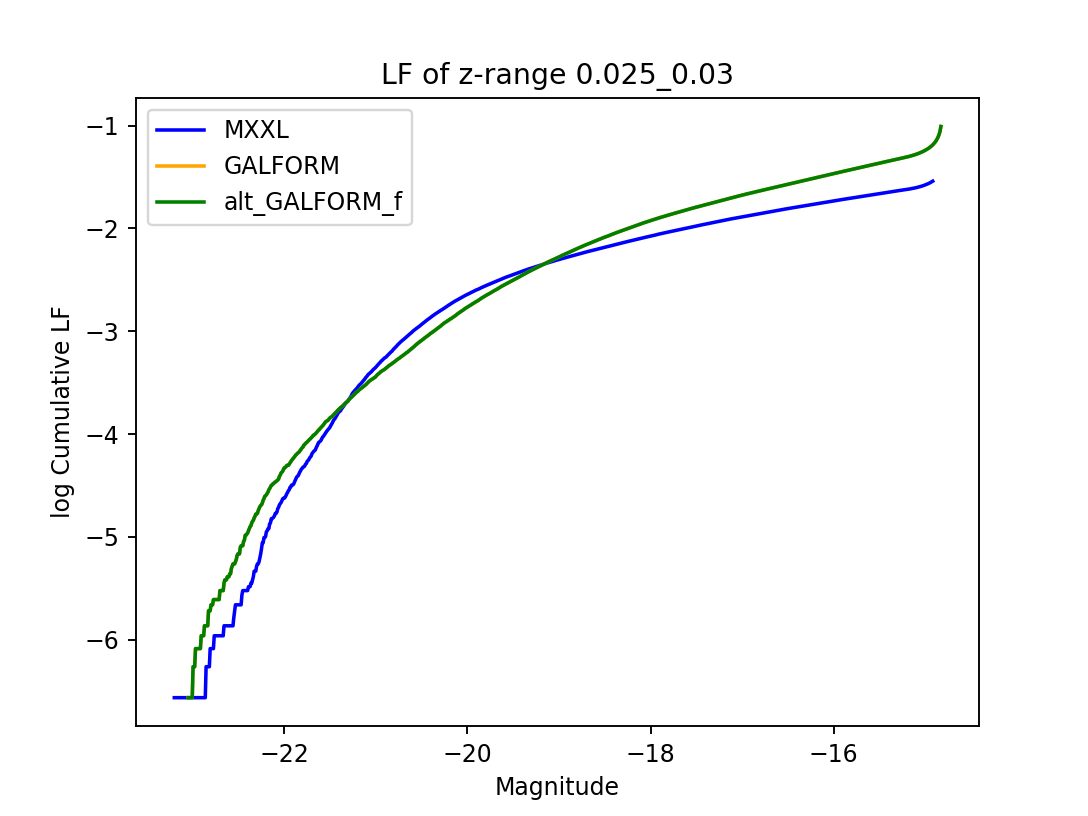 LF of z-range 0.025_0.03
MXXL
GALFORM
alt_GALFORM_f
−1
−2
−3
−4
−5
−6
log Cumulative LF
−22
−20
−18
−16
Magnitude